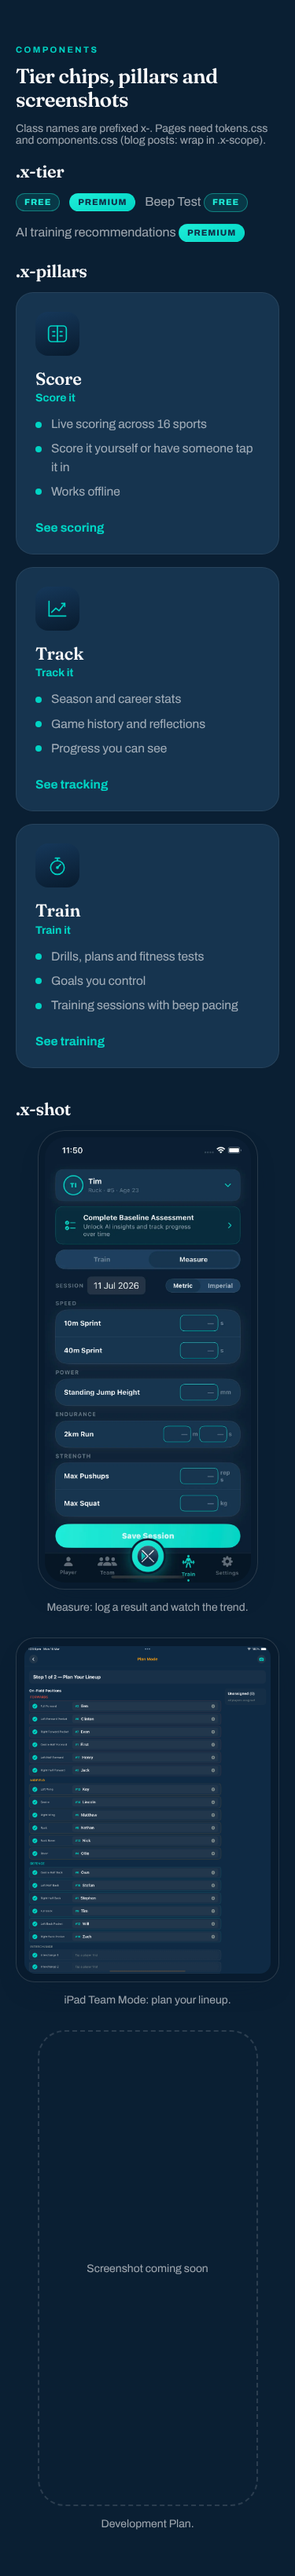 COMPONENTS
Tier chips, pillars and
screenshots
Class names are prefixed x-. Pages need tokens.css
and components.css (blog posts: wrap in .x-scope).
.x-tier
FREE PREMIUM Beep Test FREE
AI training recommendations PREMIUM
.x-pillars
Score
Score it
Live scoring across 16 sports
Score it yourself or have someone tap
it in
Works offline
See scoring
Track
Track it
Season and career stats
Game history and reflections
Progress you can see
See tracking
Train
Train it
Drills, plans and fitness tests
Goals you control
Training sessions with beep pacing
See training
.x-shot
11:50
TI Tim
Complete Baseline Assessment
Unlock AI insights and track progress
over time
Train Measure
SESSION 11 Jul 2026 Metric Imperial
SPEED
10m Sprint — s
40m Sprint — s
POWER
Standing Jump Height — mm
ENDURANCE
2km Run — m — s
STRENGTH
Max Pushups — rep
s
Max Squat — kg
Save Session
Player Team Train Settings
Measure: log a result and watch the trend.
Plan Mode
Step 1 of 2 — Plan Your Lineup
iPad Team Mode: plan your lineup.
Screenshot coming soon
Development Plan.